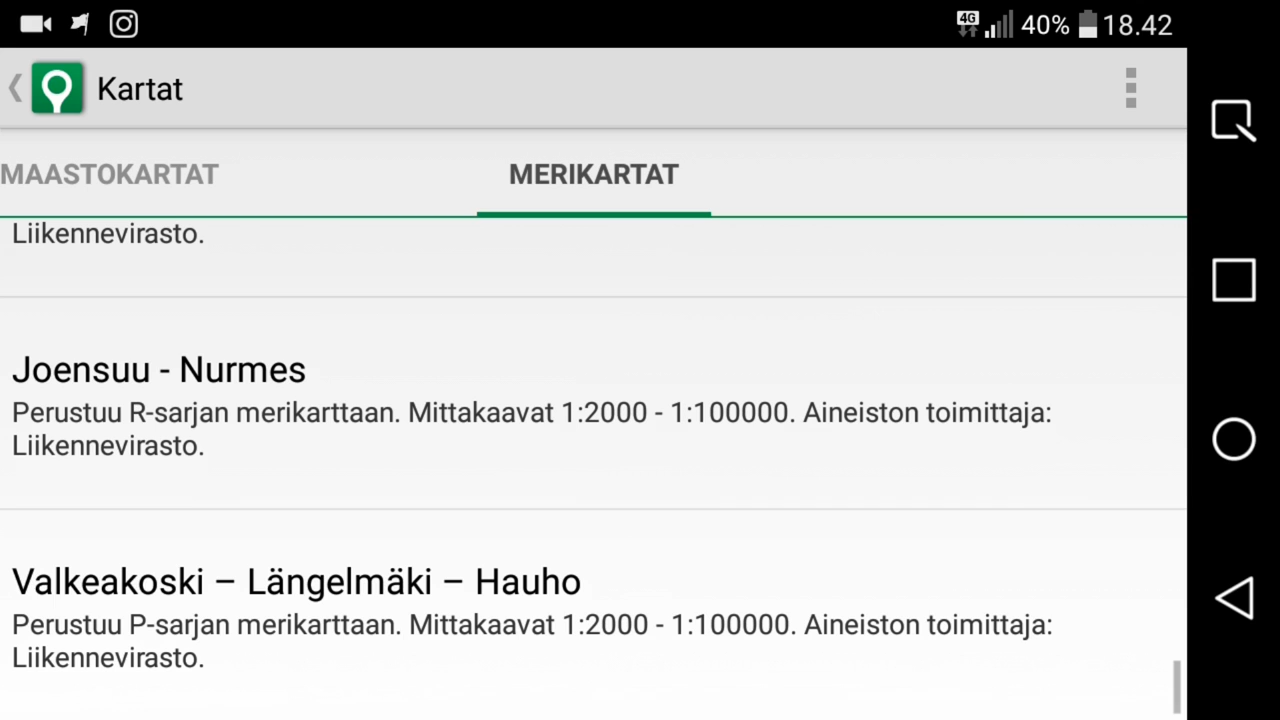 4G 40% 18.42
Kartat
MAASTOKARTAT MERIKARTAT
Liikennevirasto.
Joensuu - Nurmes
Perustuu R-sarjan merikarttaan. Mittakaavat 1:2000 - 1:100000. Aineiston toimittaja:
Liikennevirasto.
Valkeakoski – Längelmäki – Hauho
Perustuu P-sarjan merikarttaan. Mittakaavat 1:2000 - 1:100000. Aineiston toimittaja:
Liikennevirasto.